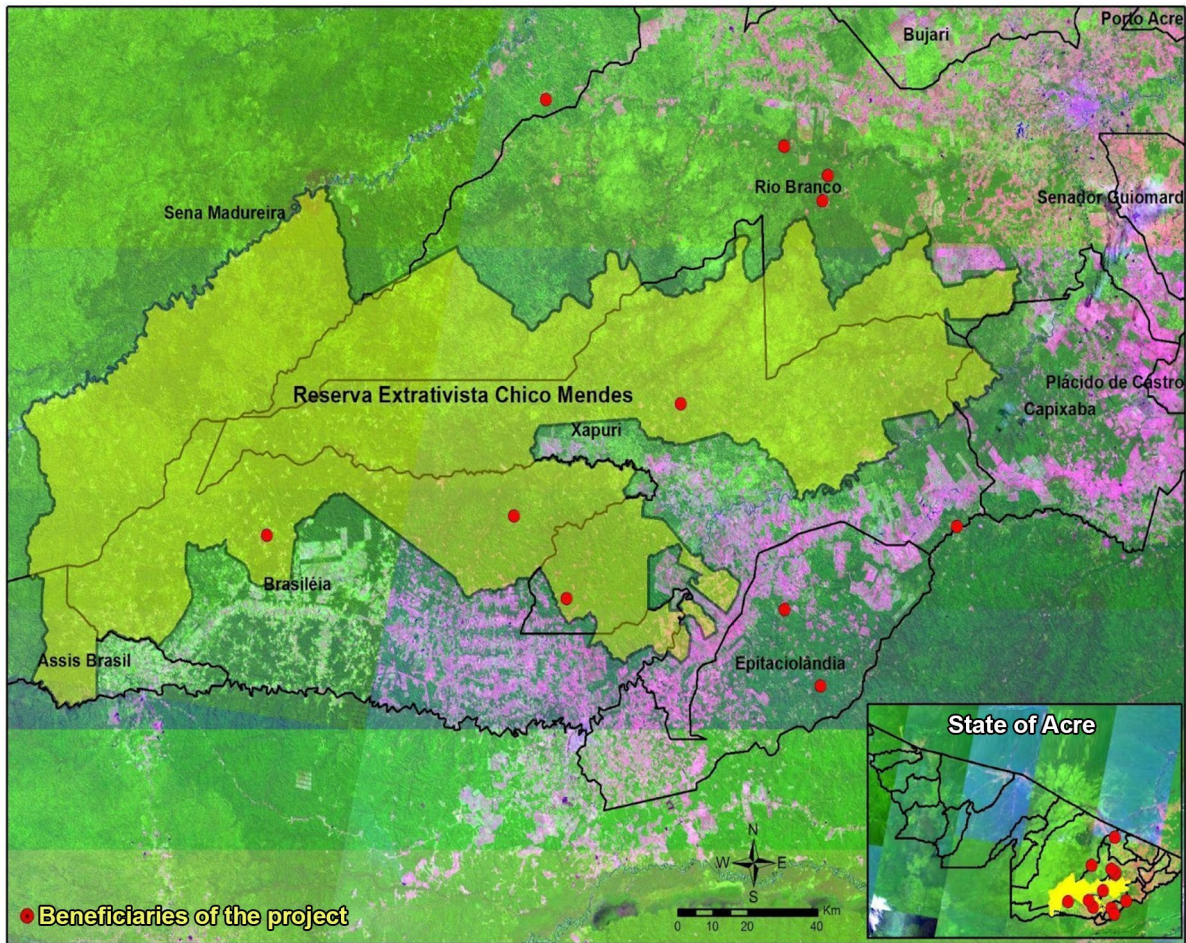 Porto Acre
Bujari
Rio Branco
Senador Guiomard
Sena Madureira
Plácido de Castro
Reserva Extrativista Chico Mendes
Capixaba
Xapuri
Brasiléia
Assis Brasil
Epitaciolândia
State of Acre
N
W E
S
Km
0 10 20 40
Beneficiaries of the project